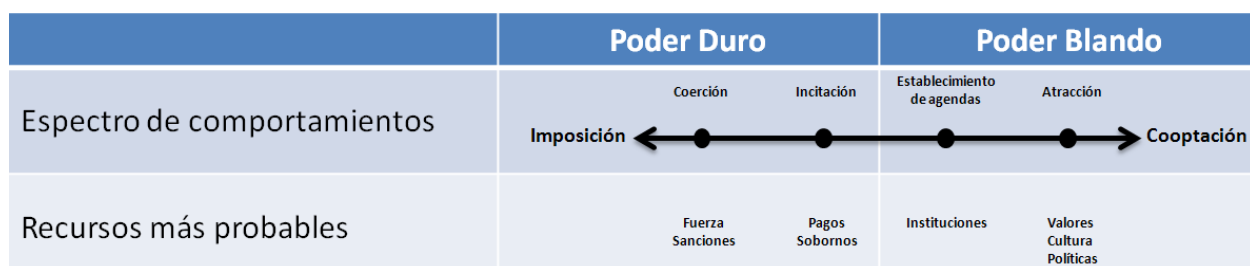 Poder Duro Poder Blando
Espectro de comportamientos
Coerción Incitación Establecimiento
de agendas Atracción
Imposición Cooptación
Recursos más probables
Fuerza Pagos Instituciones Valores
Sanciones Sobornos Cultura
Políticas